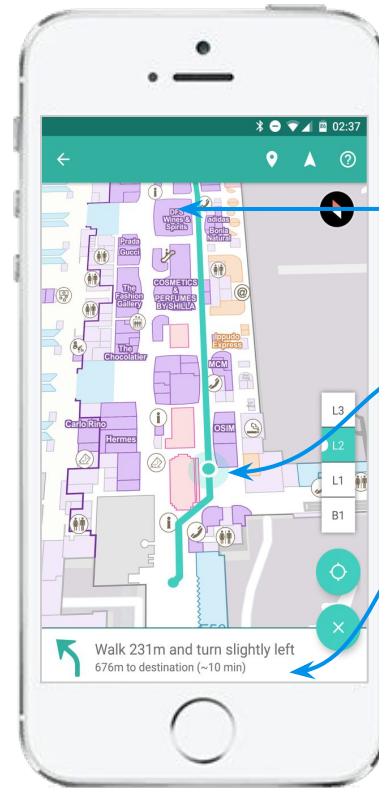 02:37
DFS
Wines &
Spirits
adidas
Boria
Natural
Prada
Gucci
COSMETICS
&
PERFUMES
BY SHILLA
The
Fashion
Gallery
@
The
Chocolatier
Ippudo
Express
MCM
Carlo Rino
Hermes
OSIM
L3
L2
L1
B1
Walk 231m and turn slightly left
676m to destination (~10 min)